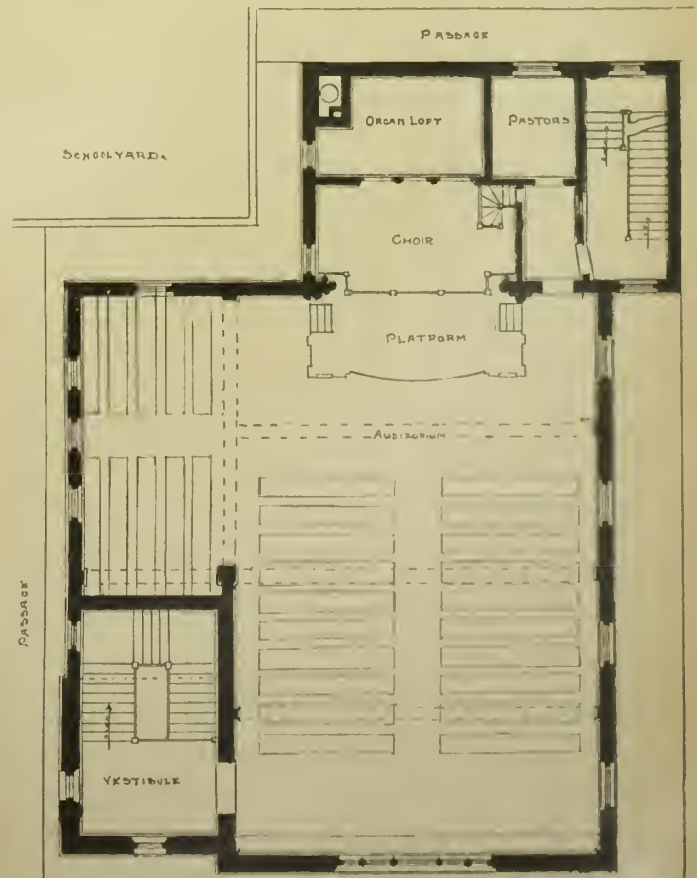 PASSAGE
ORGAN LOFT
PASTORS
SCHOOLYARD
CHOIR
PLATFORM
AUDITORIUM
PASSAGE
VESTIBULE